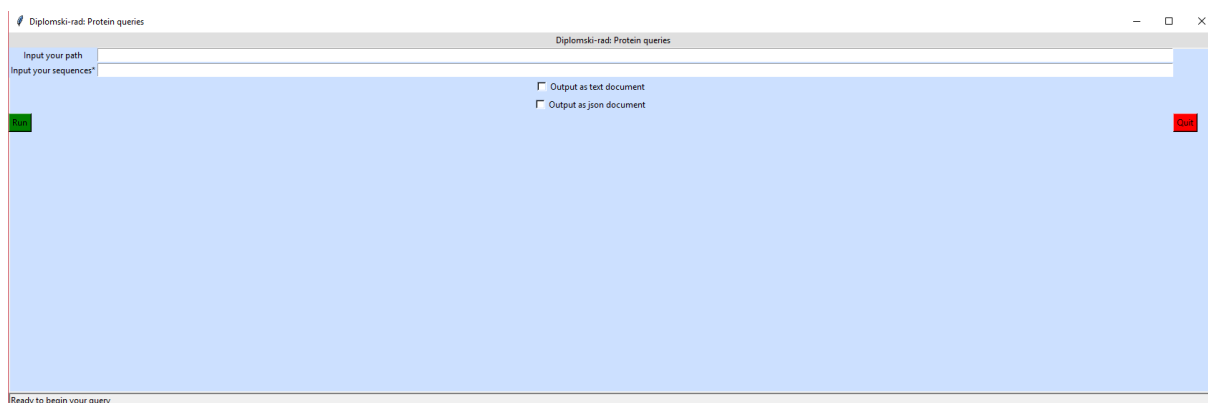 Diplomski-rad: Protein queries
Diplomski-rad: Protein queries
Input your path
Input your sequences*
Output as text document
Output as json document
Run
Quit
Ready to begin your query